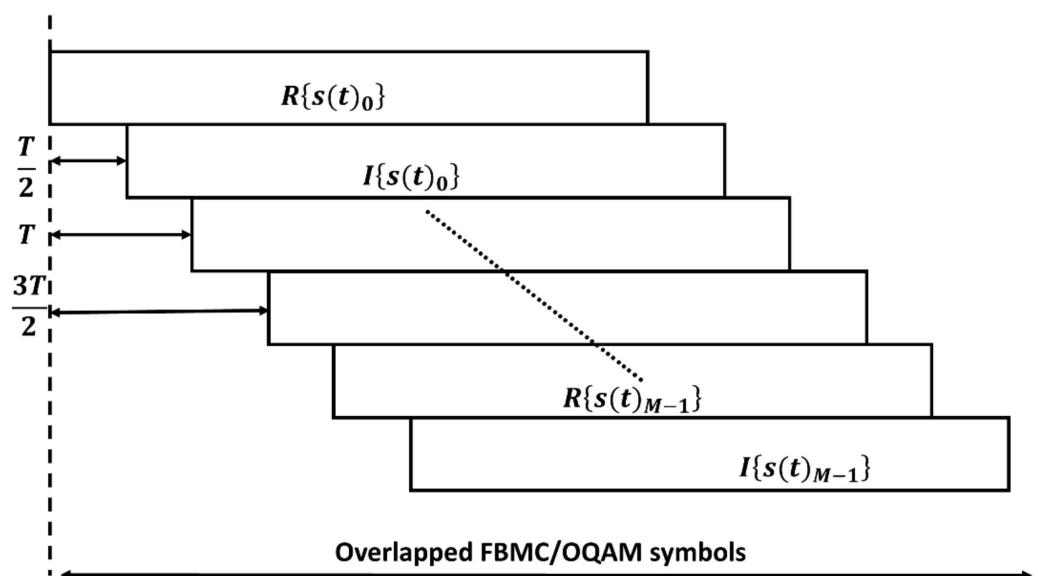 R{s(t)₀}
T/2
I{s(t)₀}
T
3T/2
R{s(t)_{M−1}}
I{s(t)_{M−1}}
Overlapped FBMC/OQAM symbols